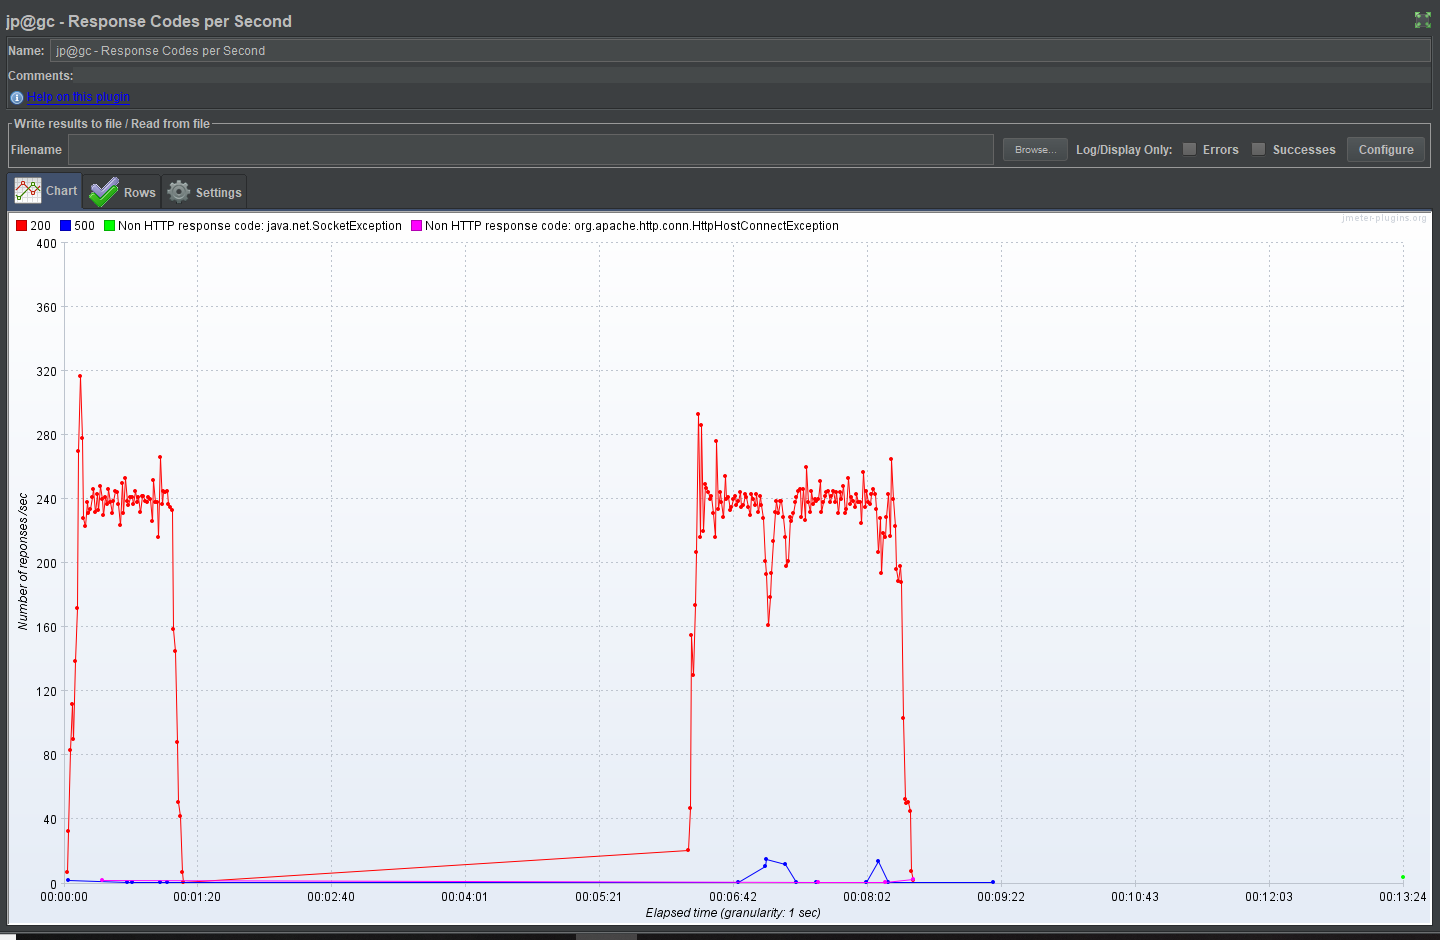 jp@gc - Response Codes per Second
Name: jp@gc - Response Codes per Second
Comments:
Help on this plugin
Write results to file / Read from file
Filename Browse... Log/Display Only: Errors Successes Configure
Chart Rows Settings
jmeter-plugins.org
200 500 Non HTTP response code: java.net.SocketException Non HTTP response code: org.apache.http.conn.HttpHostConnectException
400
360
320
280
240
200
160
120
80
40
0
Number of reponses/sec
00:00:00 00:01:20 00:02:40 00:04:01 00:05:21 00:06:42 00:08:02 00:09:22 00:10:43 00:12:03 00:13:24
Elapsed time (granularity: 1 sec)